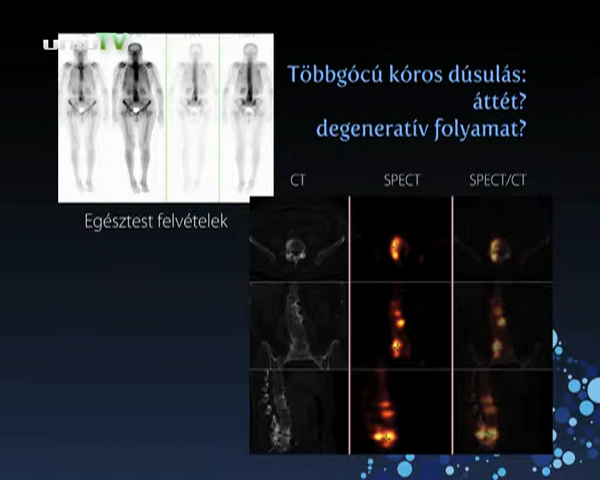 Többgócú kóros dúsulás:
áttét?
degeneratív folyamat?
CT SPECT SPECT/CT
Egésztest felvételek